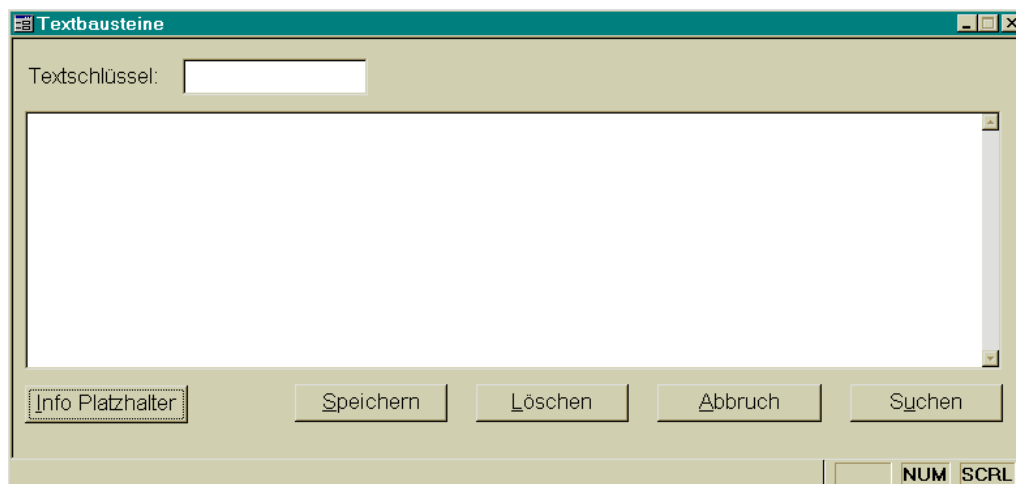 Textbausteine
Textschlüssel:
Info Platzhalter Speichern Löschen Abbruch Suchen
NUM SCRL